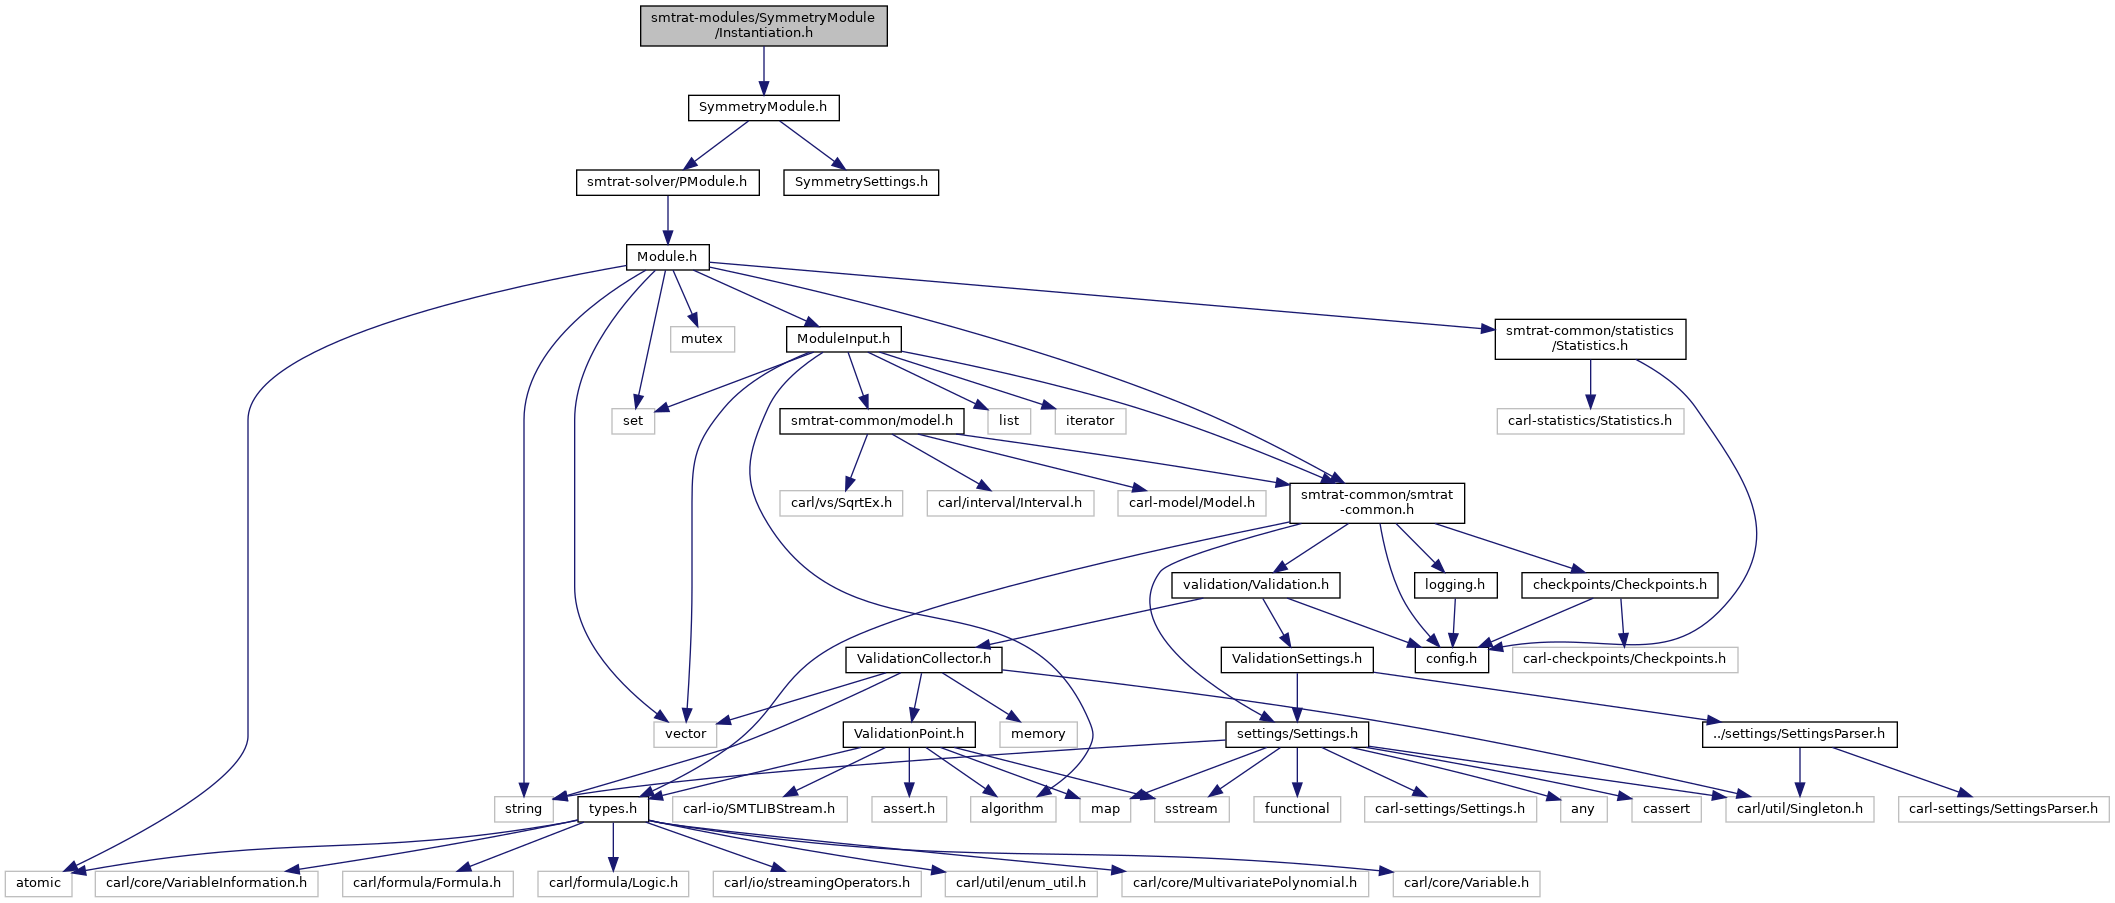 smtrat-modules/SymmetryModule
/Instantiation.h
SymmetryModule.h
smtrat-solver/PModule.h
SymmetrySettings.h
Module.h
mutex
ModuleInput.h
smtrat-common/statistics
/Statistics.h
set
smtrat-common/model.h
list
iterator
carl-statistics/Statistics.h
carl/vs/SqrtEx.h
carl/interval/Interval.h
carl-model/Model.h
smtrat-common/smtrat
-common.h
validation/Validation.h
logging.h
checkpoints/Checkpoints.h
ValidationCollector.h
ValidationSettings.h
config.h
carl-checkpoints/Checkpoints.h
vector
ValidationPoint.h
memory
settings/Settings.h
../settings/SettingsParser.h
string
types.h
carl-io/SMTLIBStream.h
assert.h
algorithm
map
sstream
functional
carl-settings/Settings.h
any
cassert
carl/util/Singleton.h
carl-settings/SettingsParser.h
atomic
carl/core/VariableInformation.h
carl/formula/Formula.h
carl/formula/Logic.h
carl/io/streamingOperators.h
carl/util/enum_util.h
carl/core/MultivariatePolynomial.h
carl/core/Variable.h